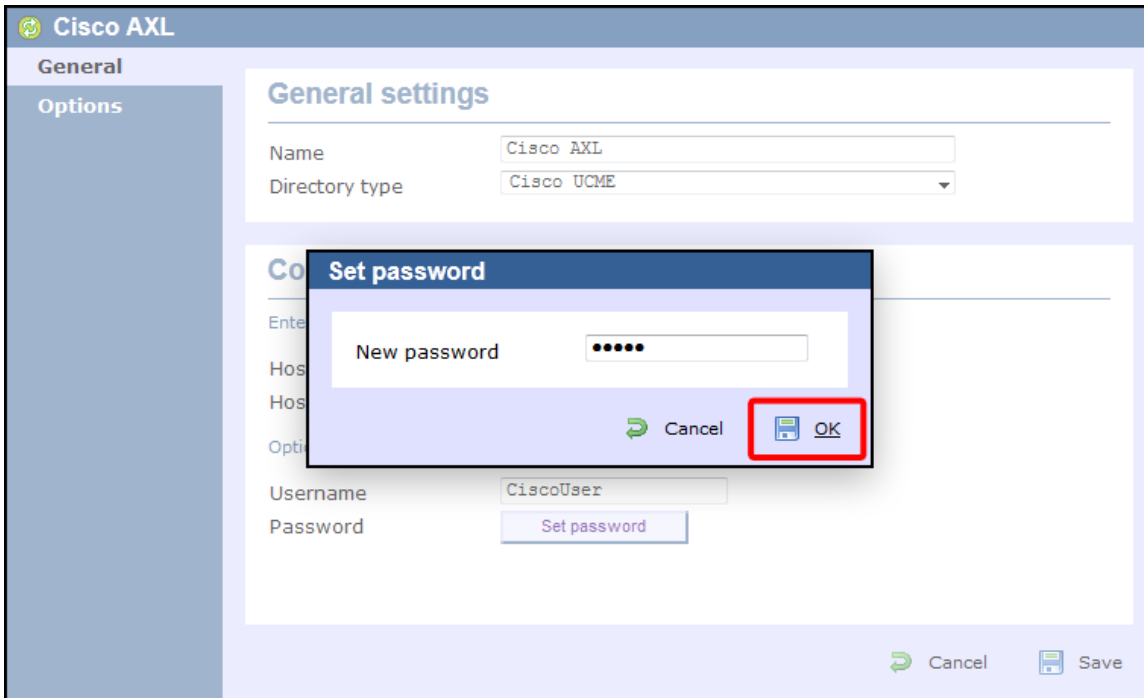 Cisco AXL
General
Options
General settings
Name Cisco AXL
Directory type Cisco UCME
Co
Set password
Ente
New password •••••
Hos
Hos
Cancel OK
Opti
Username CiscoUser
Password Set password
Cancel Save